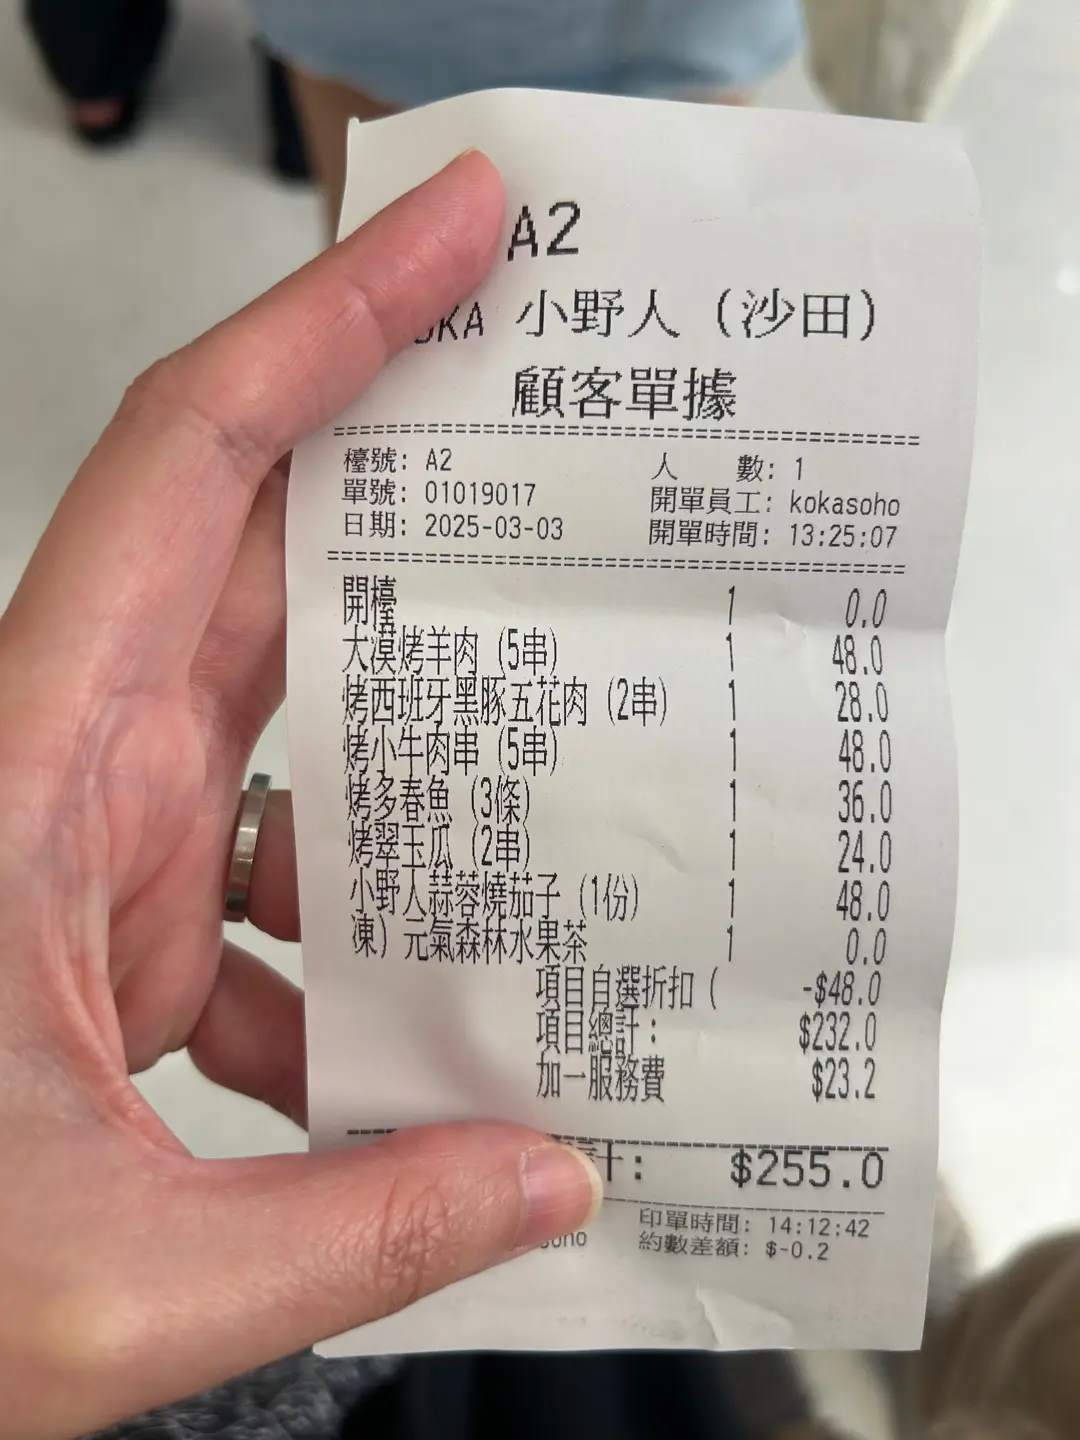 A2
KA 小野人（沙田）
顧客單據
檯號: A2 人 數: 1
單號: 01019017 開單員工: kokasoho
日期: 2025-03-03 開單時間: 13:25:07
開檯 1 0.0
大漠烤羊肉（5串） 1 48.0
烤西班牙黑豚五花肉（2串） 1 28.0
烤小牛肉串（5串） 1 48.0
烤多春魚（3條） 1 36.0
烤翠玉瓜（2串） 1 24.0
小野人蒜蓉燒茄子（1份） 1 48.0
凍）元氣森林水果茶 1 0.0
項目自選折扣（ -$48.0
項目總計: $232.0
加一服務費 $23.2
計: $255.0
印單時間: 14:12:42
約數差額: $-0.2